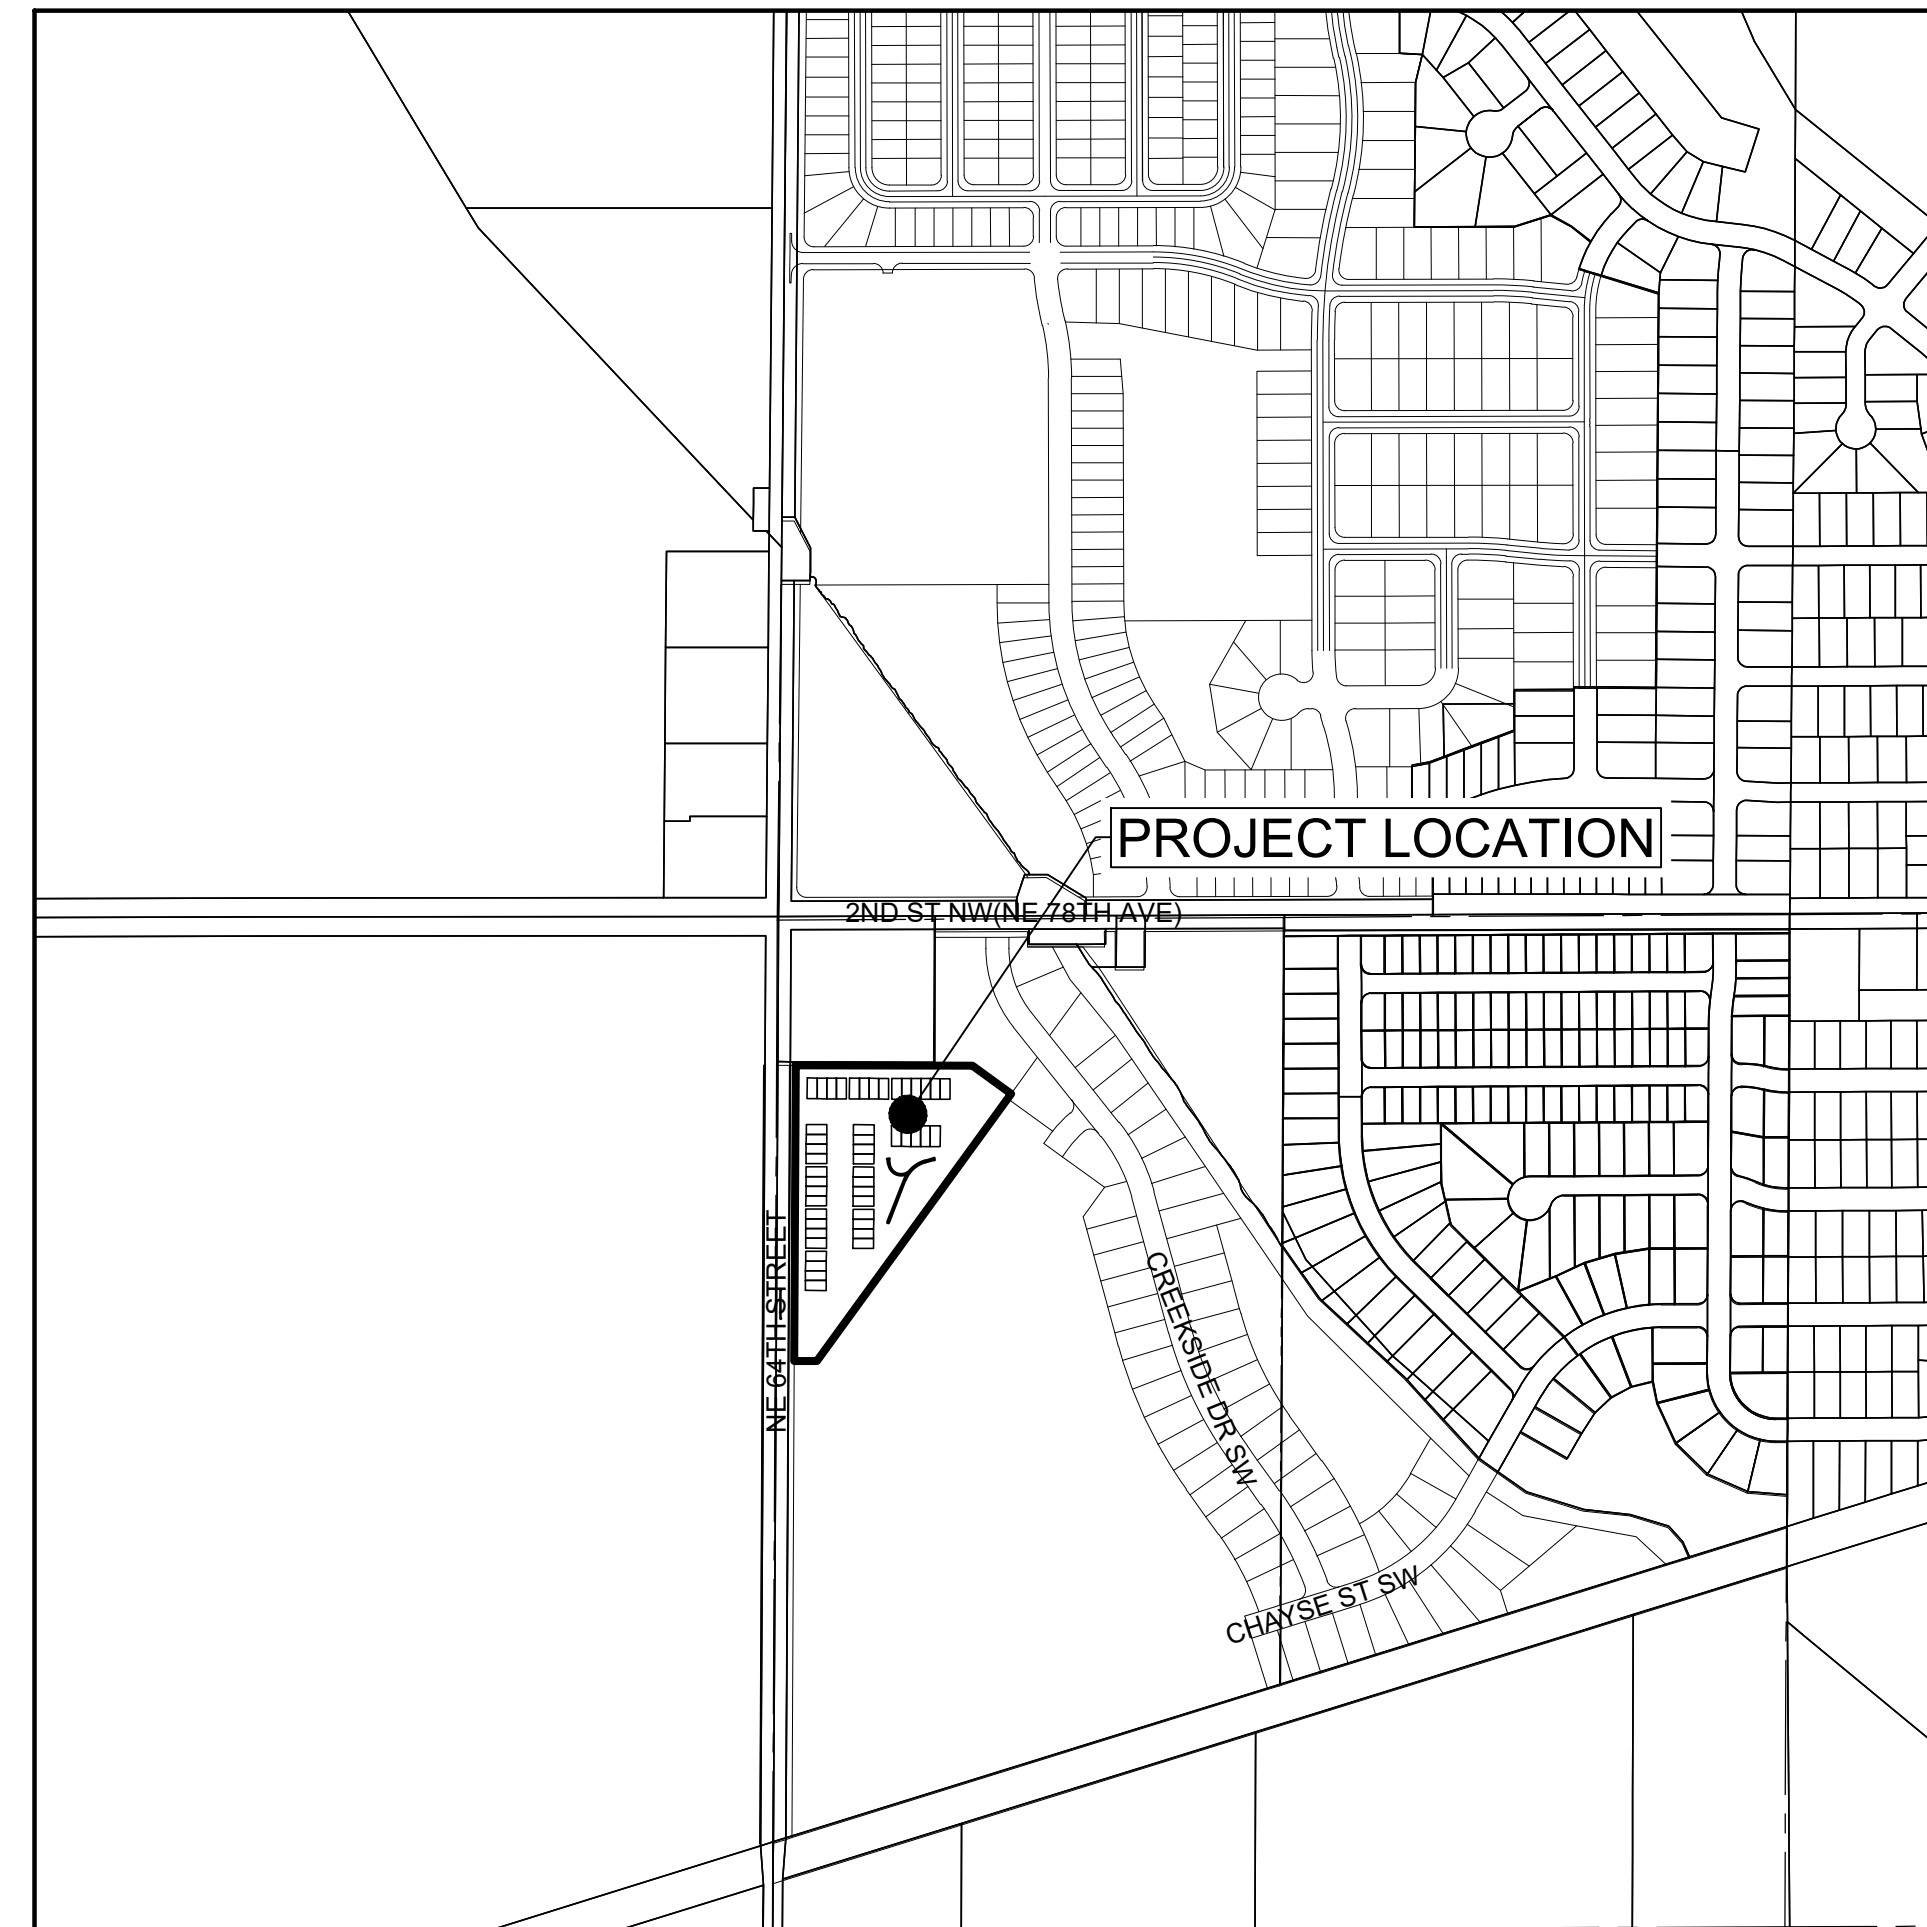 PROJECT LOCATION
2ND ST NW(NE 78TH AVE)
NE 64TH STREET
CREEKSIDE DR SW
CHAYSE ST SW